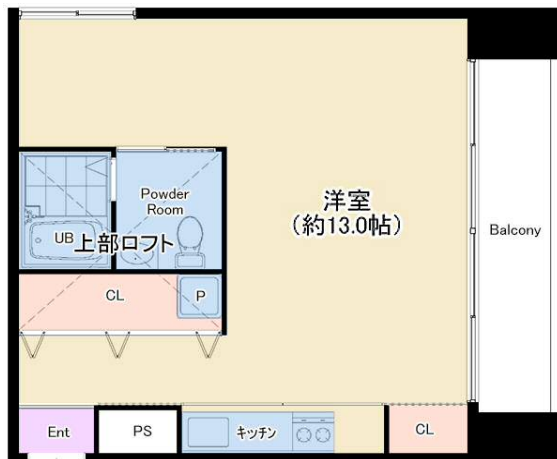 Powder
Room
洋室
(約13.0帖)
Balcony
UB
上部ロフト
CL
P
Ent
PS
キッチン
CL